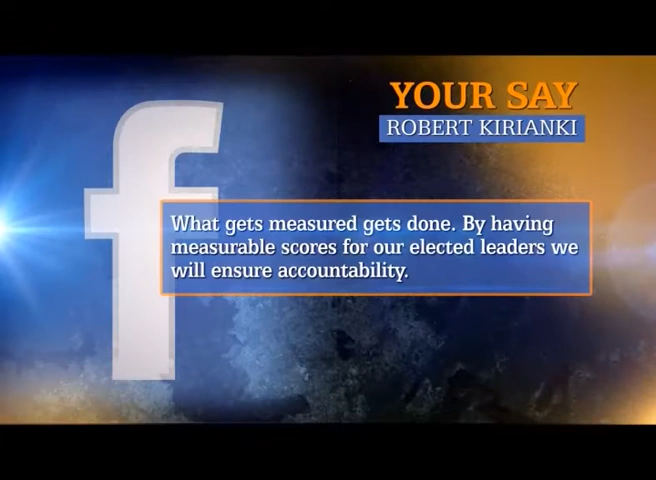 YOUR SAY
ROBERT KIRIANKI
f
What gets measured gets done. By having
measurable scores for our elected leaders we
will ensure accountability.